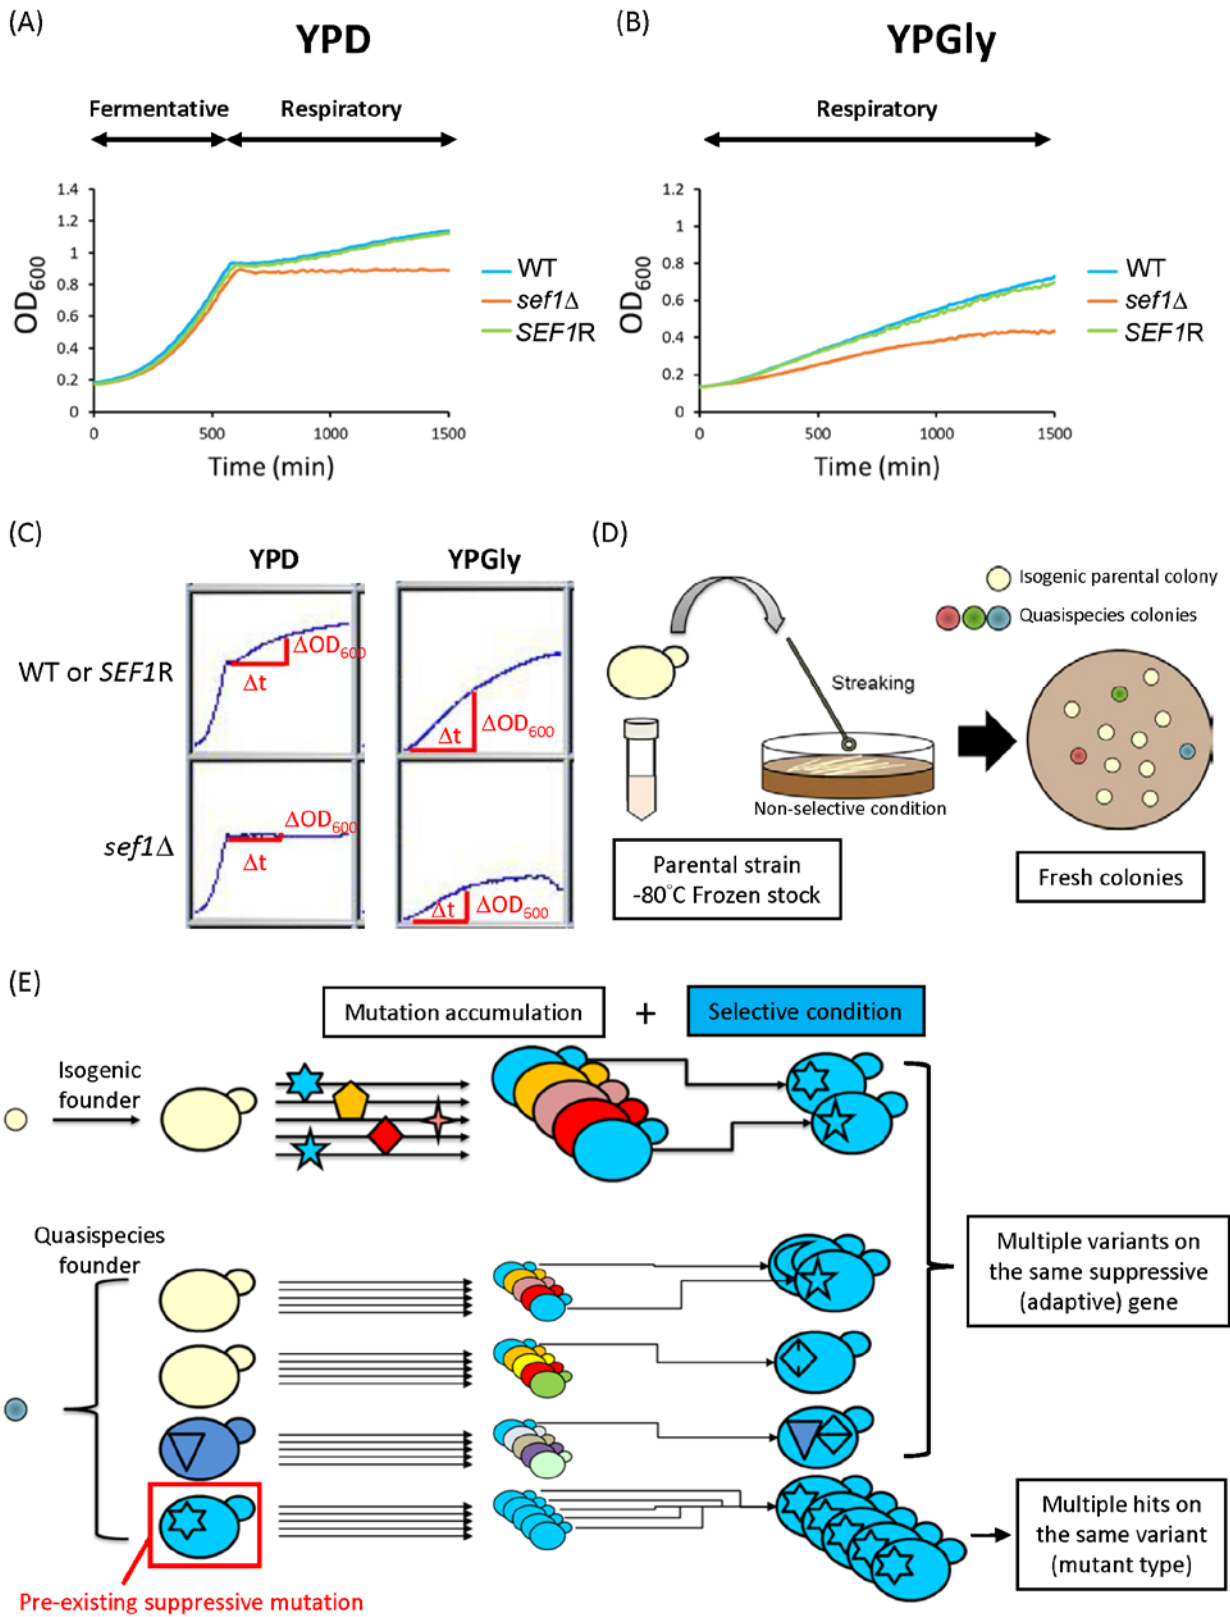 (A)
YPD
Fermentative
Respiratory
1.4
1.2
1
0.8
0.6
0.4
0.2
0
OD600
0
500
1000
1500
Time (min)
WT
sef1Δ
SEF1R
(B)
YPGly
Respiratory
1.2
1
0.8
0.6
0.4
0.2
0
OD600
0
500
1000
1500
Time (min)
WT
sef1Δ
SEF1R
(C)
YPD
YPGly
WT or SEF1R
ΔOD600
Δt
ΔOD600
Δt
sef1Δ
ΔOD600
Δt
ΔOD600
Δt
(D)
Isogenic parental colony
Quasispecies colonies
Streaking
Non-selective condition
Parental strain
-80°C Frozen stock
Fresh colonies
(E)
Mutation accumulation
+
Selective condition
Isogenic
founder
Quasispecies
founder
Multiple variants on
the same suppressive
(adaptive) gene
Multiple hits on
the same variant
(mutant type)
Pre-existing suppressive mutation